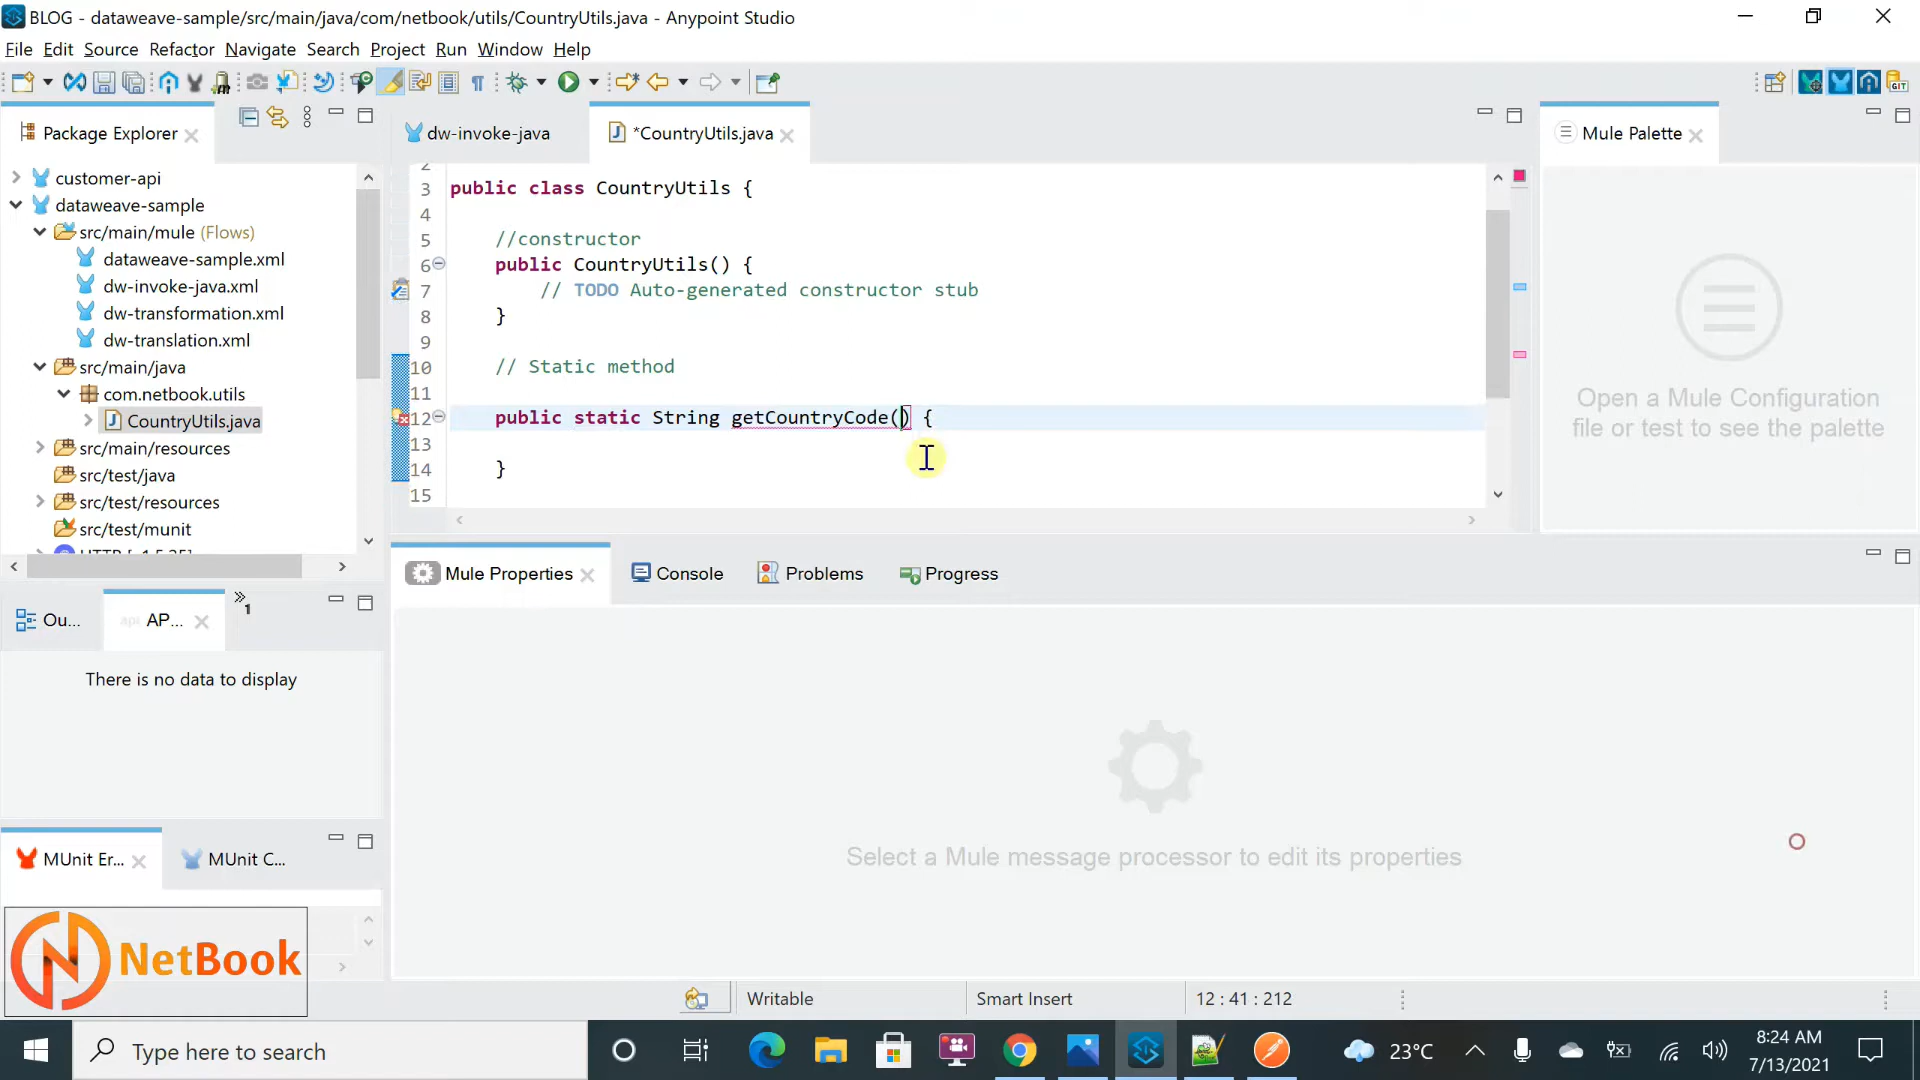 BLOG - dataweave-sample/src/main/java/com/netbook/utils/CountryUtils.java - Anypoint Studio
File Edit Source Refactor Navigate Search Project Run Window Help
GIT
Package Explorer
customer-api
dataweave-sample
src/main/mule (Flows)
dataweave-sample.xml
dw-invoke-java.xml
dw-transformation.xml
dw-translation.xml
src/main/java
com.netbook.utils
CountryUtils.java
src/main/resources
src/test/java
src/test/resources
src/test/munit
dw-invoke-java
*CountryUtils.java
2
3 public class CountryUtils {
4
5 //constructor
6 public CountryUtils() {
7 // TODO Auto-generated constructor stub
8 }
9
10 // Static method
11
12 public static String getCountryCode() {
13
14 }
15
Mule Palette
Open a Mule Configuration
file or test to see the palette
Mule Properties
Console
Problems
Progress
Select a Mule message processor to edit its properties
Ou...
api AP...
1
There is no data to display
MUnit Er...
MUnit C...
NetBook
Writable
Smart Insert
12 : 41 : 212
Type here to search
23°C
8:24 AM
7/13/2021